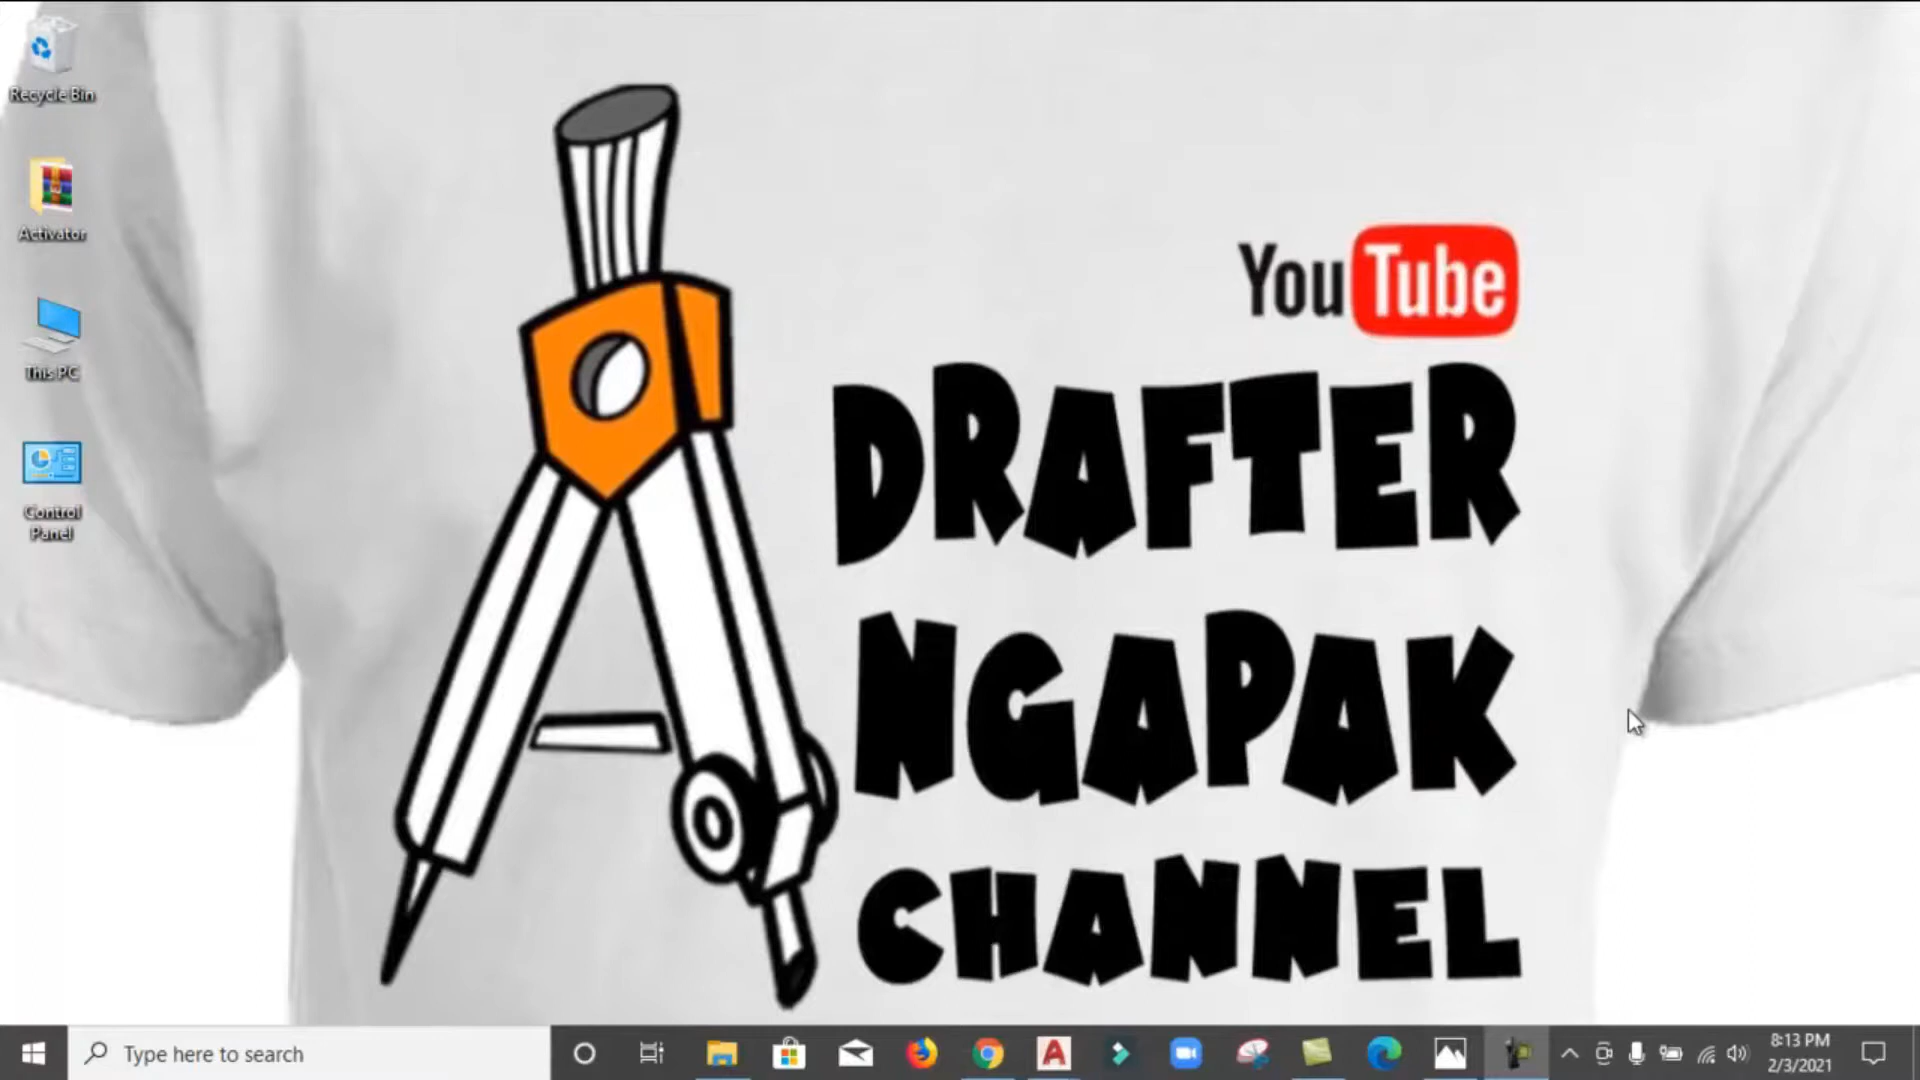 Recycle Bin
Activator
This PC
Control
Panel
YouTube
DRAFTER
NGAPAK
CHANNEL
Type here to search
8:13 PM
2/3/2021